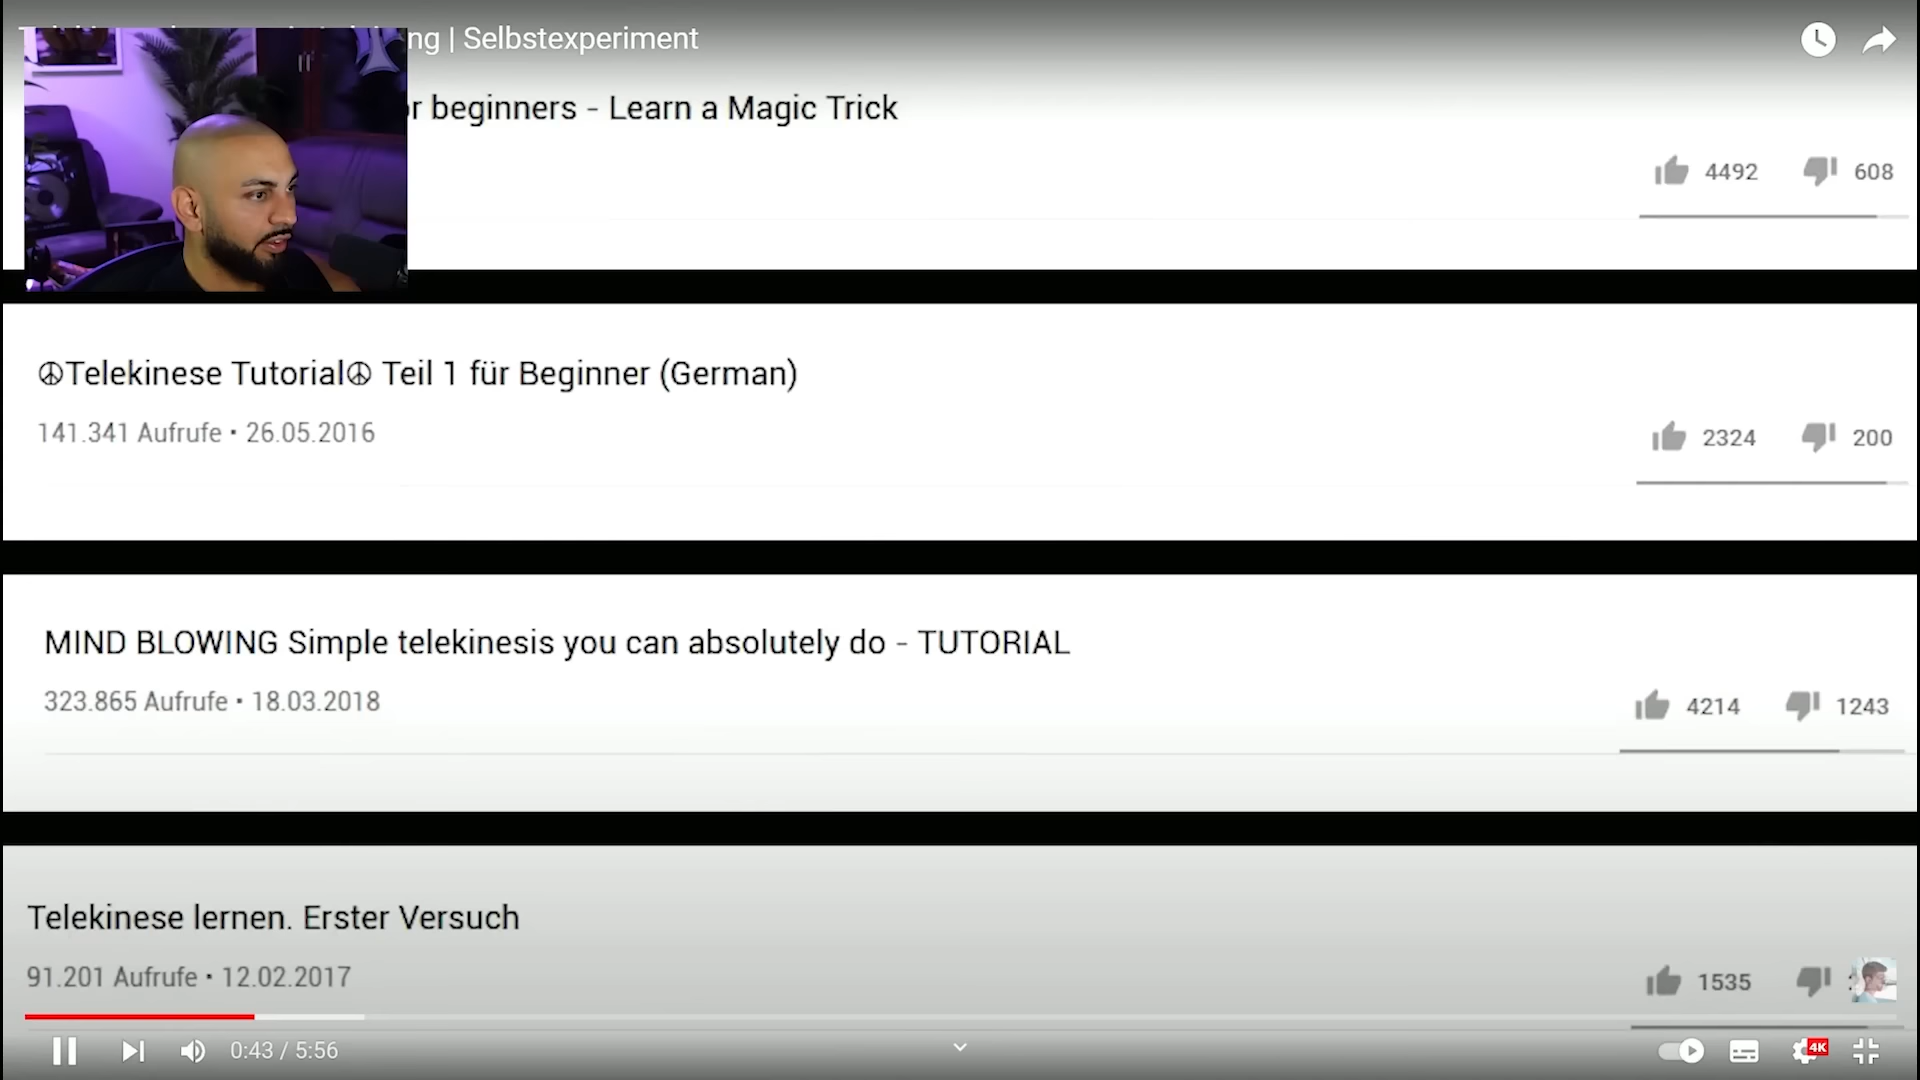 ng | Selbstexperiment
r beginners - Learn a Magic Trick
4492 608
☮Telekinese Tutorial☮ Teil 1 für Beginner (German)
141.341 Aufrufe • 26.05.2016
2324 200
MIND BLOWING Simple telekinesis you can absolutely do - TUTORIAL
323.865 Aufrufe • 18.03.2018
4214 1243
Telekinese lernen. Erster Versuch
91.201 Aufrufe • 12.02.2017
1535
0:43 / 5:56
4K